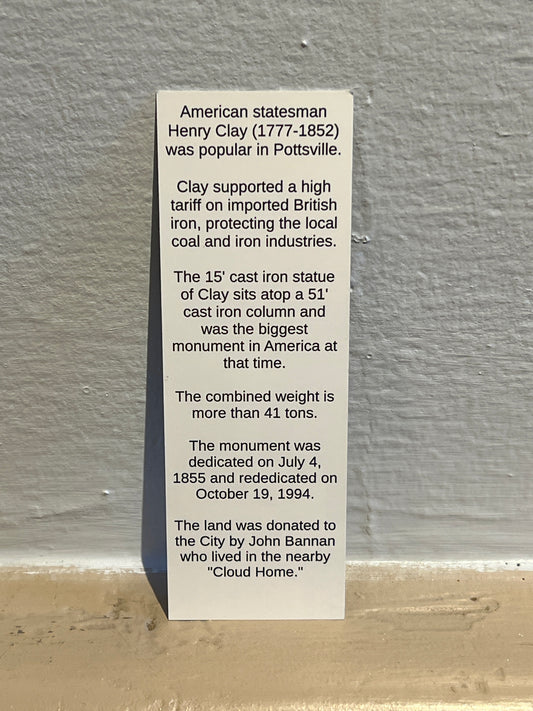 American statesman
Henry Clay (1777-1852)
was popular in Pottsville.
Clay supported a high
tariff on imported British
iron, protecting the local
coal and iron industries.
The 15' cast iron statue
of Clay sits atop a 51'
cast iron column and
was the biggest
monument in America at
that time.
The combined weight is
more than 41 tons.
The monument was
dedicated on July 4,
1855 and rededicated on
October 19, 1994.
The land was donated to
the City by John Bannan
who lived in the nearby
"Cloud Home."